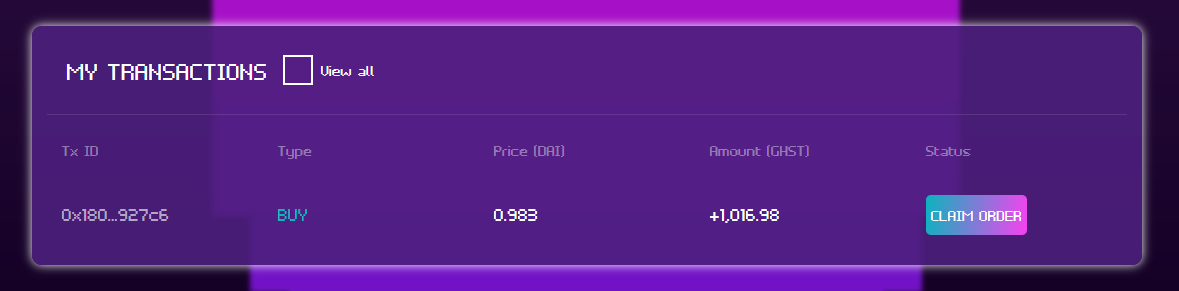 MY TRANSACTIONS View all
Tx ID Type Price (DAI) Amount (GHST) Status
0x180...927c6 BUY 0.983 +1,016.98 CLAIM ORDER